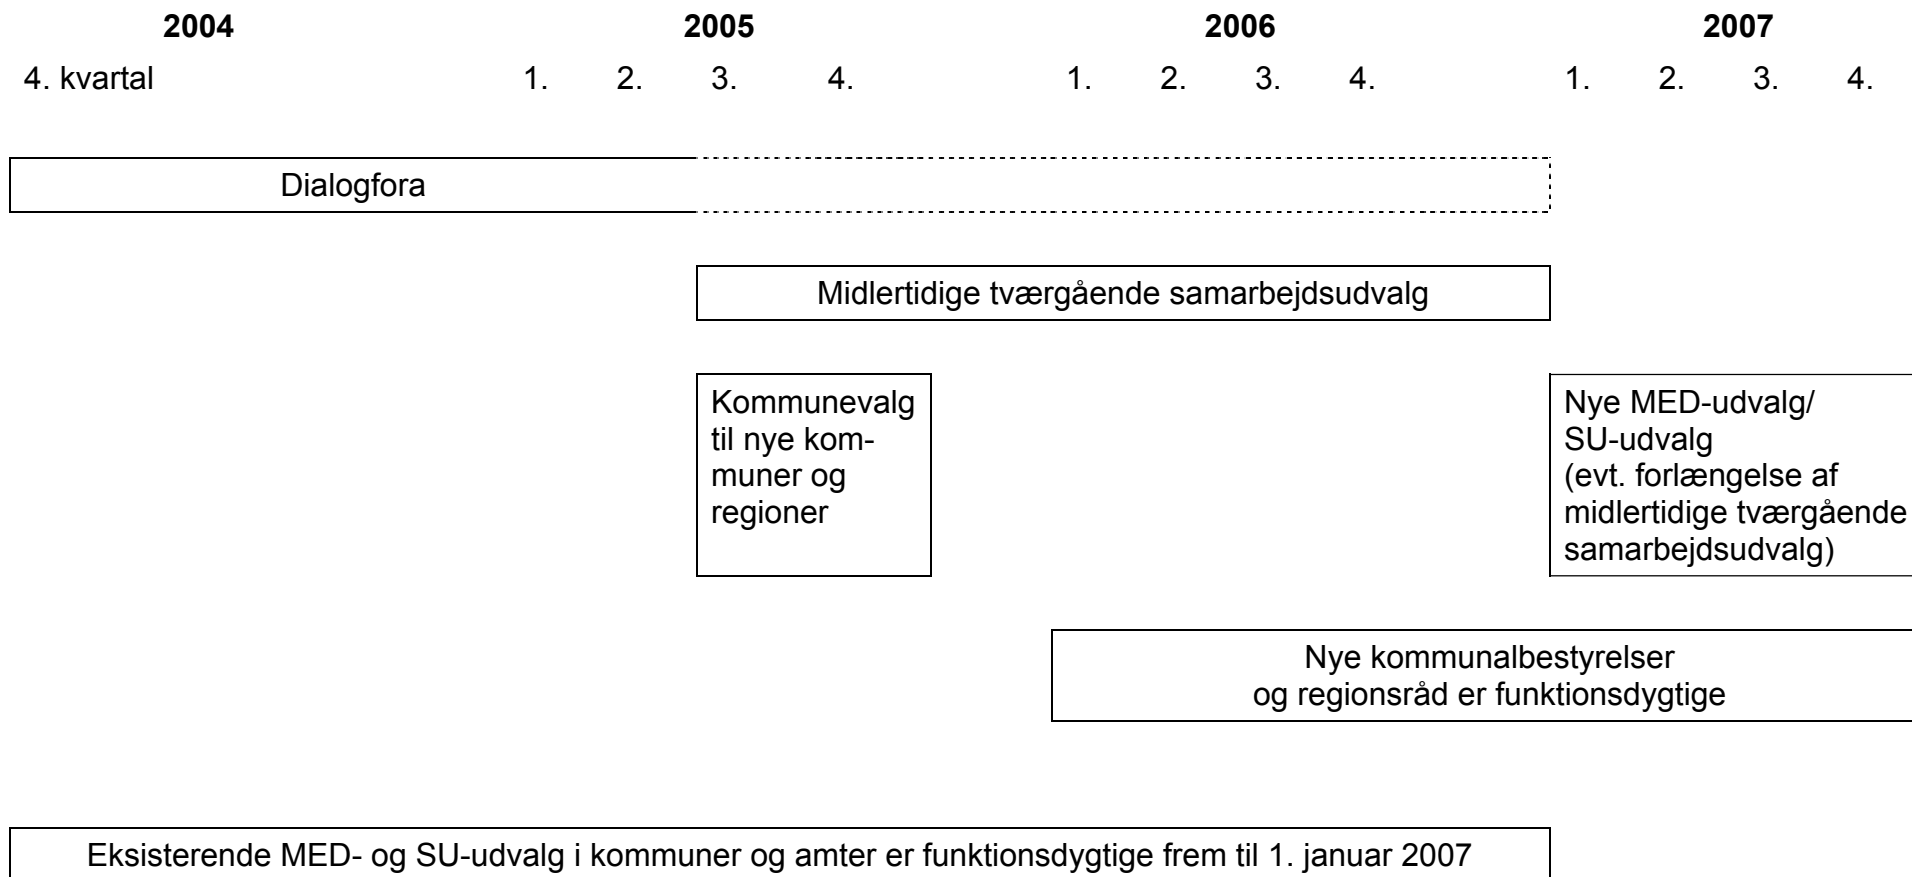 2004 2005 2006 2007
4. kvartal 1. 2. 3. 4. 1. 2. 3. 4. 1. 2. 3. 4.
Dialogfora
Midlertidige tværgående samarbejdsudvalg
Kommunevalg
til nye kom-
muner og
regioner
Nye MED-udvalg/
SU-udvalg
(evt. forlængelse af
midlertidige tværgående
samarbejdsudvalg)
Nye kommunalbestyrelser
og regionsråd er funktionsdygtige
Eksisterende MED- og SU-udvalg i kommuner og amter er funktionsdygtige frem til 1. januar 2007